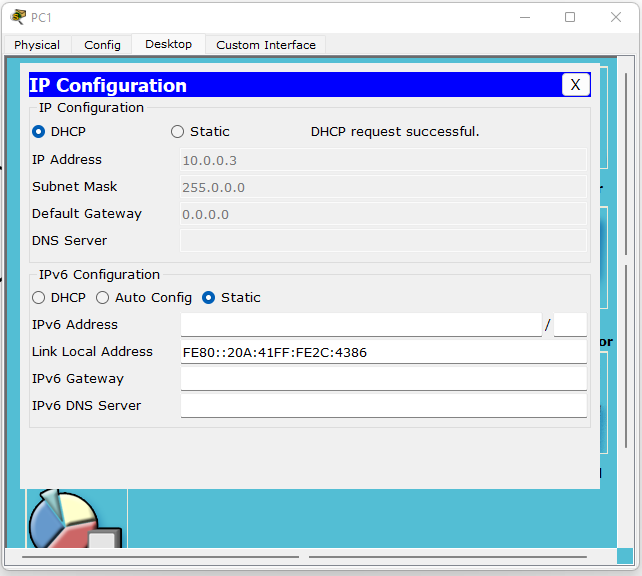 PC1
Physical Config Desktop Custom Interface
IP Configuration X
IP Configuration
DHCP Static DHCP request successful.
IP Address 10.0.0.3
Subnet Mask 255.0.0.0
Default Gateway 0.0.0.0
DNS Server
IPv6 Configuration
DHCP Auto Config Static
IPv6 Address /
Link Local Address FE80::20A:41FF:FE2C:4386
IPv6 Gateway
IPv6 DNS Server
or